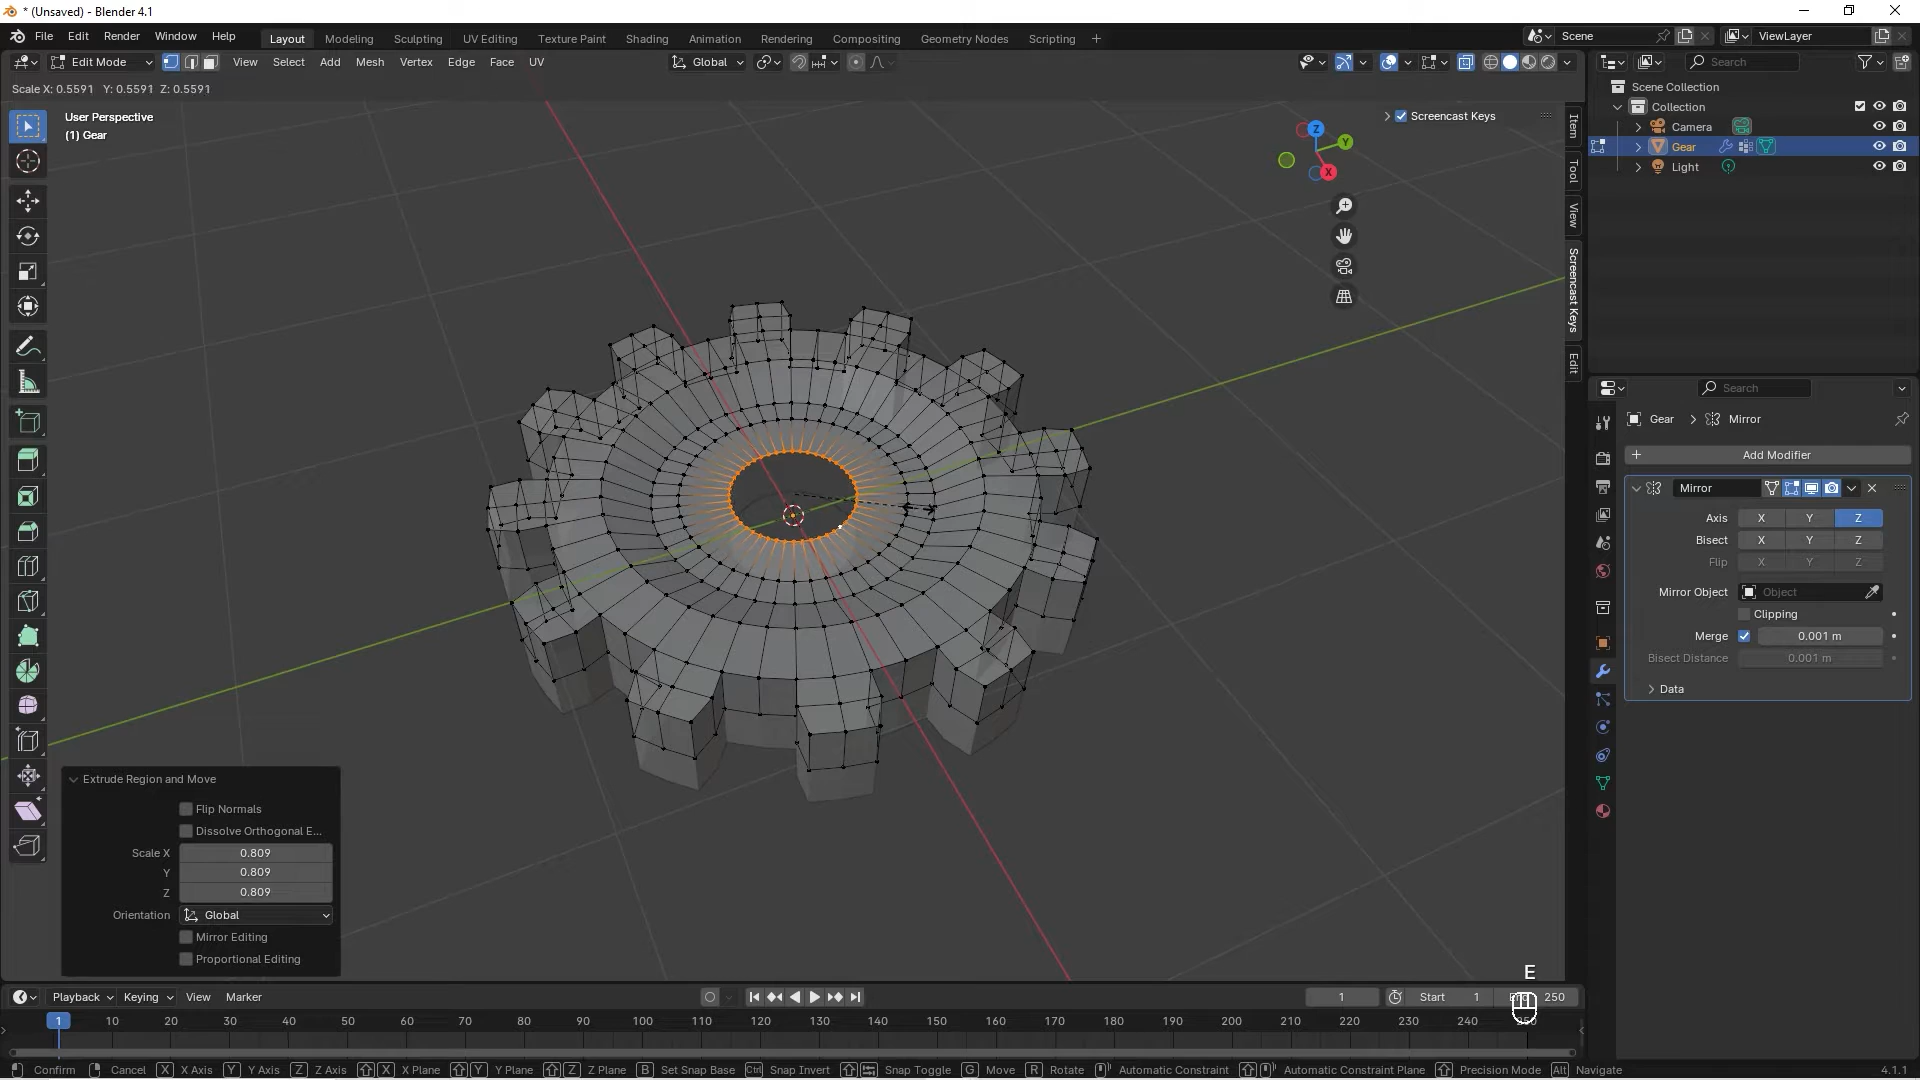 * (Unsaved) - Blender 4.1
File Edit Render Window Help
Layout Modeling Sculpting UV Editing Texture Paint Shading Animation Rendering Compositing Geometry Nodes Scripting +
Scene
ViewLayer
Edit Mode
View Select Add Mesh Vertex Edge Face UV
Global
Search
Scale X: 0.5591 Y: 0.5591 Z: 0.5591
User Perspective
(1) Gear
Screencast Keys
Z
Y
X
Item
Tool
View
Screencast Keys
Edit
Scene Collection
Collection
Camera
Gear
Light
Search
Gear > Mirror
+ Add Modifier
Mirror
Axis X Y Z
Bisect X Y Z
Flip X Y Z
Mirror Object Object
Clipping
Merge 0.001 m
Bisect Distance 0.001 m
Data
Extrude Region and Move
Flip Normals
Dissolve Orthogonal E...
Scale X 0.809
Y 0.809
Z 0.809
Orientation Global
Mirror Editing
Proportional Editing
E
Playback Keying View Marker
1 Start 1 250
1 10 20 30 40 50 60 70 80 90 100 110 120 130 140 150 160 170 180 190 200 210 220 230 240
Confirm Cancel X X Axis Y Y Axis Z Z Axis X X Plane Y Y Plane Z Z Plane B Set Snap Base Ctrl Snap Invert Snap Toggle G Move R Rotate Automatic Constraint Automatic Constraint Plane Precision Mode Alt Navigate 4.1.1